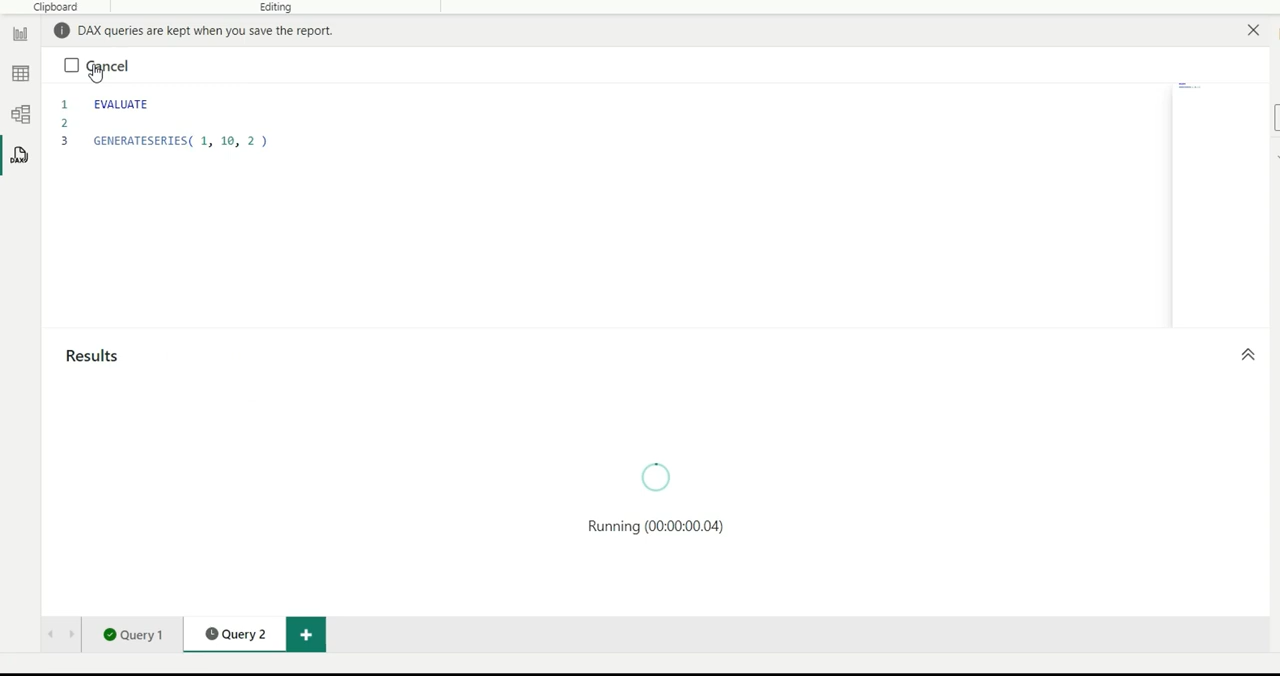 Clipboard
Editing
DAX queries are kept when you save the report.
Cancel
1 EVALUATE
2
3 GENERATESERIES( 1, 10, 2 )
DAX
Results
Running (00:00:00.04)
Query 1
Query 2